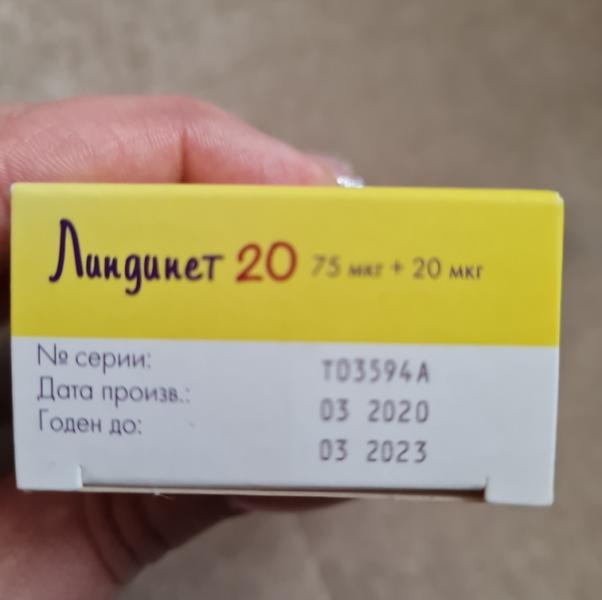 Линдинет 20 75 мкг + 20 мкг
№ серии: T03594A
Дата произв.: 03 2020
Годен до: 03 2023